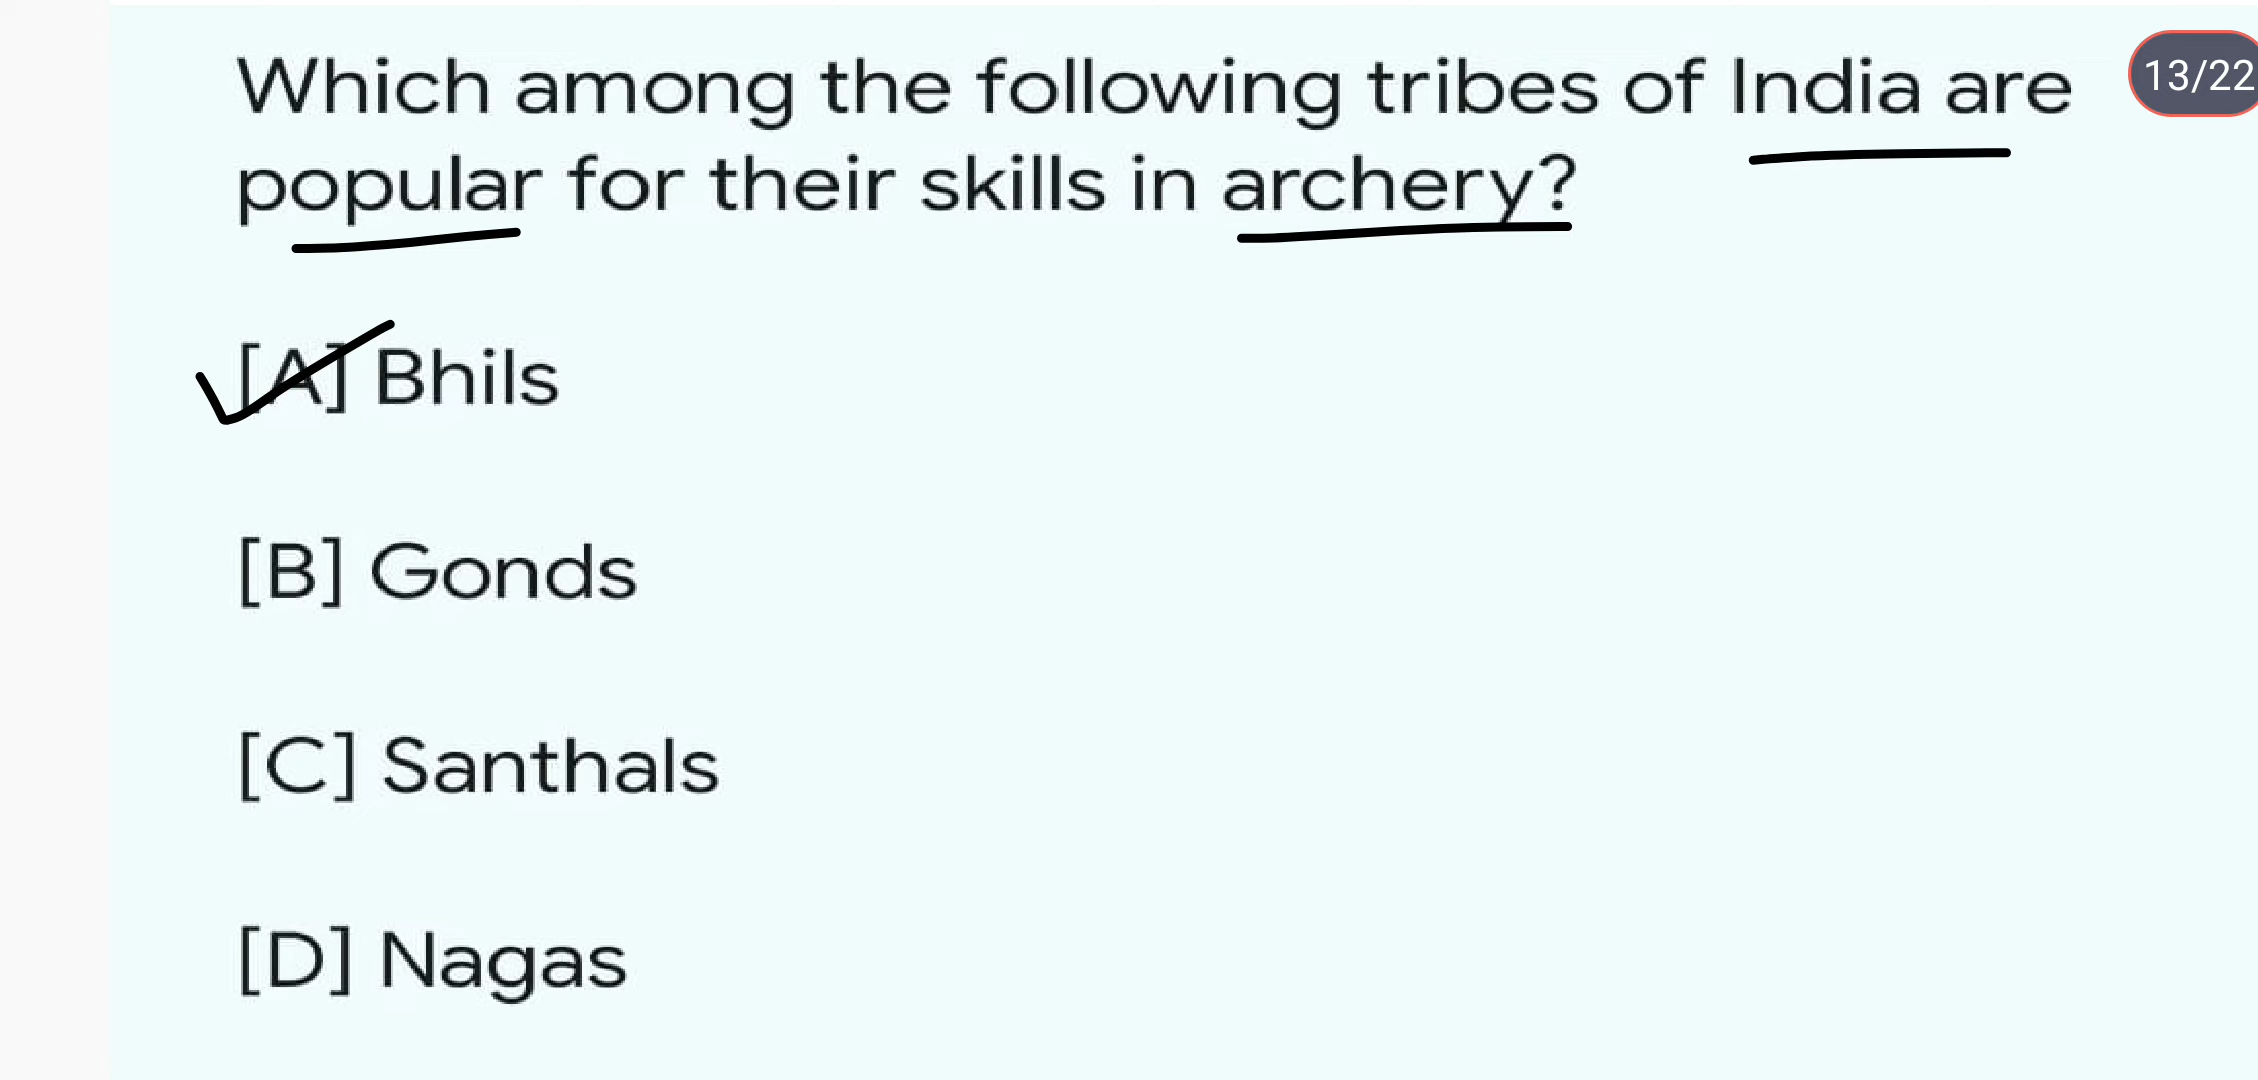 Which among the following tribes of India are
13/22
popular for their skills in archery?
[A] Bhils
[B] Gonds
[C] Santhals
[D] Nagas